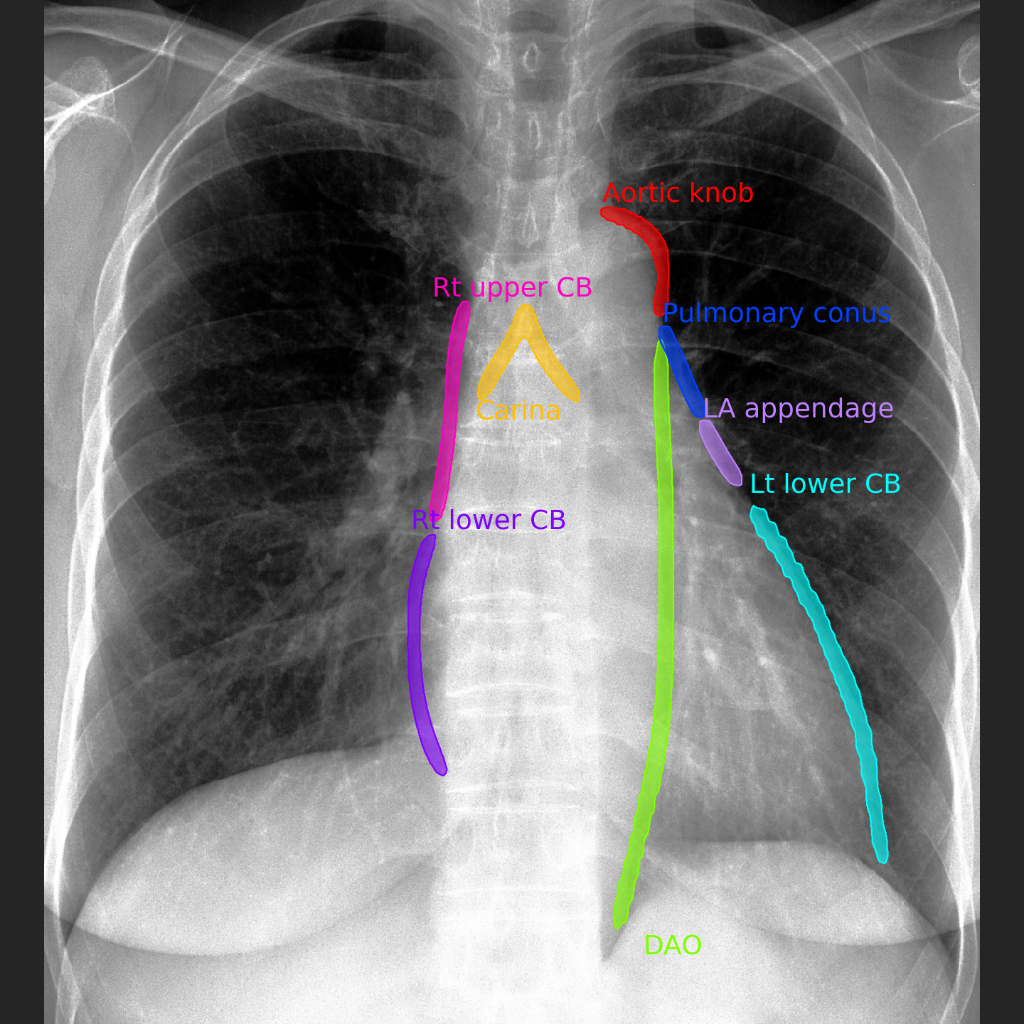 Aortic knob
Rt upper CB
Pulmonary conus
Carina
LA appendage
Lt lower CB
Rt lower CB
DAO